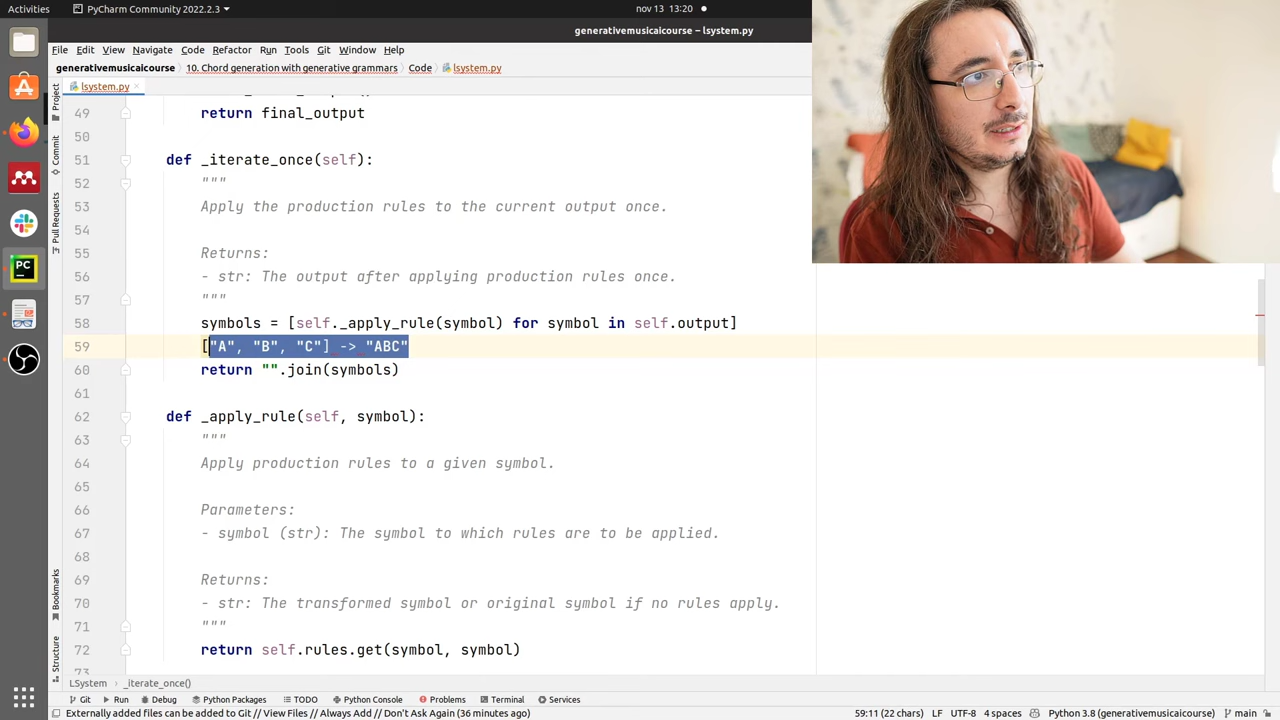 Activities
PyCharm Community 2022.2.3
nov 13 13:20
generativemusicaicourse – lsystem.py
File Edit View Navigate Code Refactor Run Tools Git Window Help
generativemusicaicourse 10. Chord generation with generative grammars Code lsystem.py
lsystem.py
49 return final_output
50
51 def _iterate_once(self):
52 """
53 Apply the production rules to the current output once.
54
55 Returns:
56 - str: The output after applying production rules once.
57 """
58 symbols = [self._apply_rule(symbol) for symbol in self.output]
59 ["A", "B", "C"] -> "ABC"
60 return "".join(symbols)
61
62 def _apply_rule(self, symbol):
63 """
64 Apply production rules to a given symbol.
65
66 Parameters:
67 - symbol (str): The symbol to which rules are to be applied.
68
69 Returns:
70 - str: The transformed symbol or original symbol if no rules apply.
71 """
72 return self.rules.get(symbol, symbol)
Project
Commit
Pull Requests
Bookmarks
Structure
LSystem _iterate_once()
Git Run Debug Python Packages TODO Python Console Problems Terminal Services
Externally added files can be added to Git // View Files // Always Add // Don't Ask Again (36 minutes ago)
59:11 (22 chars) LF UTF-8 4 spaces Python 3.8 (generativemusicaicourse) main